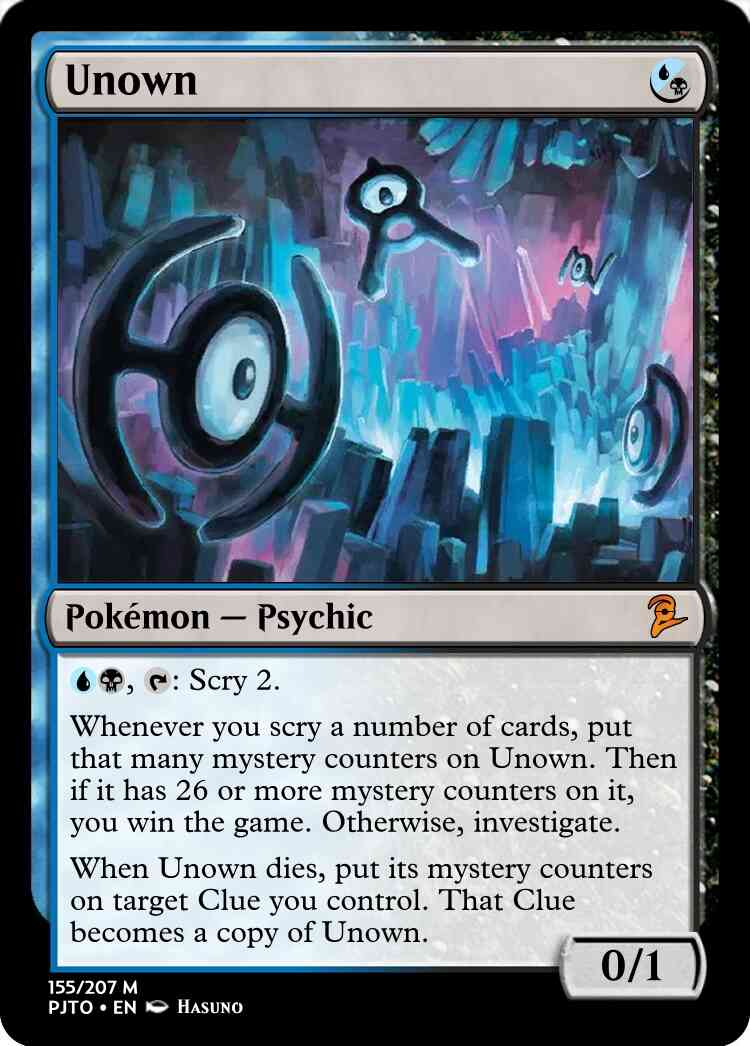 Unown
Pokémon — Psychic
, : Scry 2.
Whenever you scry a number of cards, put
that many mystery counters on Unown. Then
if it has 26 or more mystery counters on it,
you win the game. Otherwise, investigate.
When Unown dies, put its mystery counters
on target Clue you control. That Clue
becomes a copy of Unown.
0/1
155/207 M
PJTO • EN Hasuno